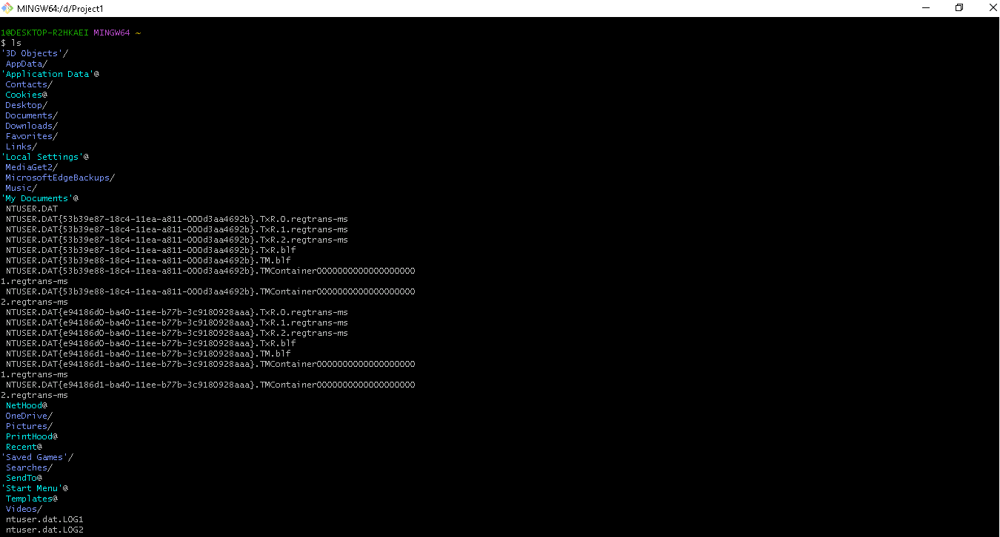 MINGW64:/d/Project1
1@DESKTOP-R2HKAEI MINGW64 ~
$ ls
'3D Objects'/
AppData/
'Application Data'@
Contacts/
Cookies@
Desktop/
Documents/
Downloads/
Favorites/
Links/
'Local Settings'@
MediaGet2/
MicrosoftEdgeBackups/
Music/
'My Documents'@
NTUSER.DAT
NTUSER.DAT{53b39e87-18c4-11ea-a811-000d3aa4692b}.TxR.0.regtrans-ms
NTUSER.DAT{53b39e87-18c4-11ea-a811-000d3aa4692b}.TxR.1.regtrans-ms
NTUSER.DAT{53b39e87-18c4-11ea-a811-000d3aa4692b}.TxR.2.regtrans-ms
NTUSER.DAT{53b39e87-18c4-11ea-a811-000d3aa4692b}.TxR.blf
NTUSER.DAT{53b39e88-18c4-11ea-a811-000d3aa4692b}.TM.blf
NTUSER.DAT{53b39e88-18c4-11ea-a811-000d3aa4692b}.TMContainer0000000000000000000
1.regtrans-ms
NTUSER.DAT{53b39e88-18c4-11ea-a811-000d3aa4692b}.TMContainer0000000000000000000
2.regtrans-ms
NTUSER.DAT{e94186d0-ba40-11ee-b77b-3c9180928aaa}.TxR.0.regtrans-ms
NTUSER.DAT{e94186d0-ba40-11ee-b77b-3c9180928aaa}.TxR.1.regtrans-ms
NTUSER.DAT{e94186d0-ba40-11ee-b77b-3c9180928aaa}.TxR.2.regtrans-ms
NTUSER.DAT{e94186d0-ba40-11ee-b77b-3c9180928aaa}.TxR.blf
NTUSER.DAT{e94186d1-ba40-11ee-b77b-3c9180928aaa}.TM.blf
NTUSER.DAT{e94186d1-ba40-11ee-b77b-3c9180928aaa}.TMContainer0000000000000000000
1.regtrans-ms
NTUSER.DAT{e94186d1-ba40-11ee-b77b-3c9180928aaa}.TMContainer0000000000000000000
2.regtrans-ms
NetHood@
OneDrive/
Pictures/
PrintHood@
Recent@
'Saved Games'/
Searches/
SendTo@
'Start Menu'@
Templates@
Videos/
ntuser.dat.LOG1
ntuser.dat.LOG2